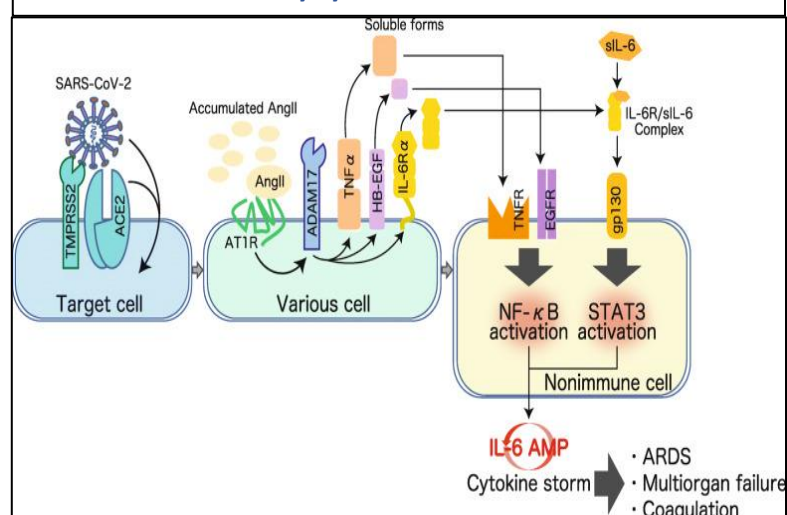 Soluble forms
sIL-6
SARS-CoV-2
Accumulated AngII
IL-6R/sIL-6
Complex
AngII
TNFα
HB-EGF
IL-6Rα
ADAM17
TMPRSS2
ACE2
AT1R
TNFR
EGFR
gp130
Target cell
Various cell
NF-κB
activation
STAT3
activation
Nonimmune cell
IL-6 AMP
Cytokine storm
・ARDS
・Multiorgan failure
・Coagulation